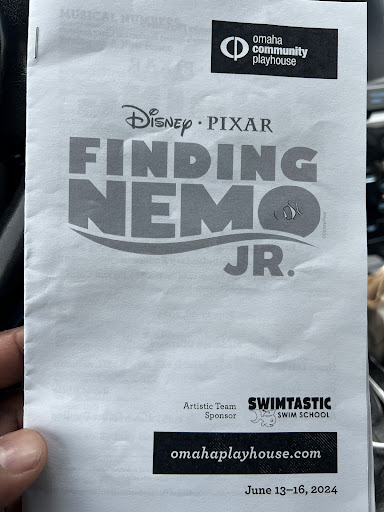 omaha
community
playhouse
Disney · PIXAR
FINDING
NEMO
JR.
Artistic Team
Sponsor
SWIMTASTIC
SWIM SCHOOL
omahaplayhouse.com
June 13–16, 2024